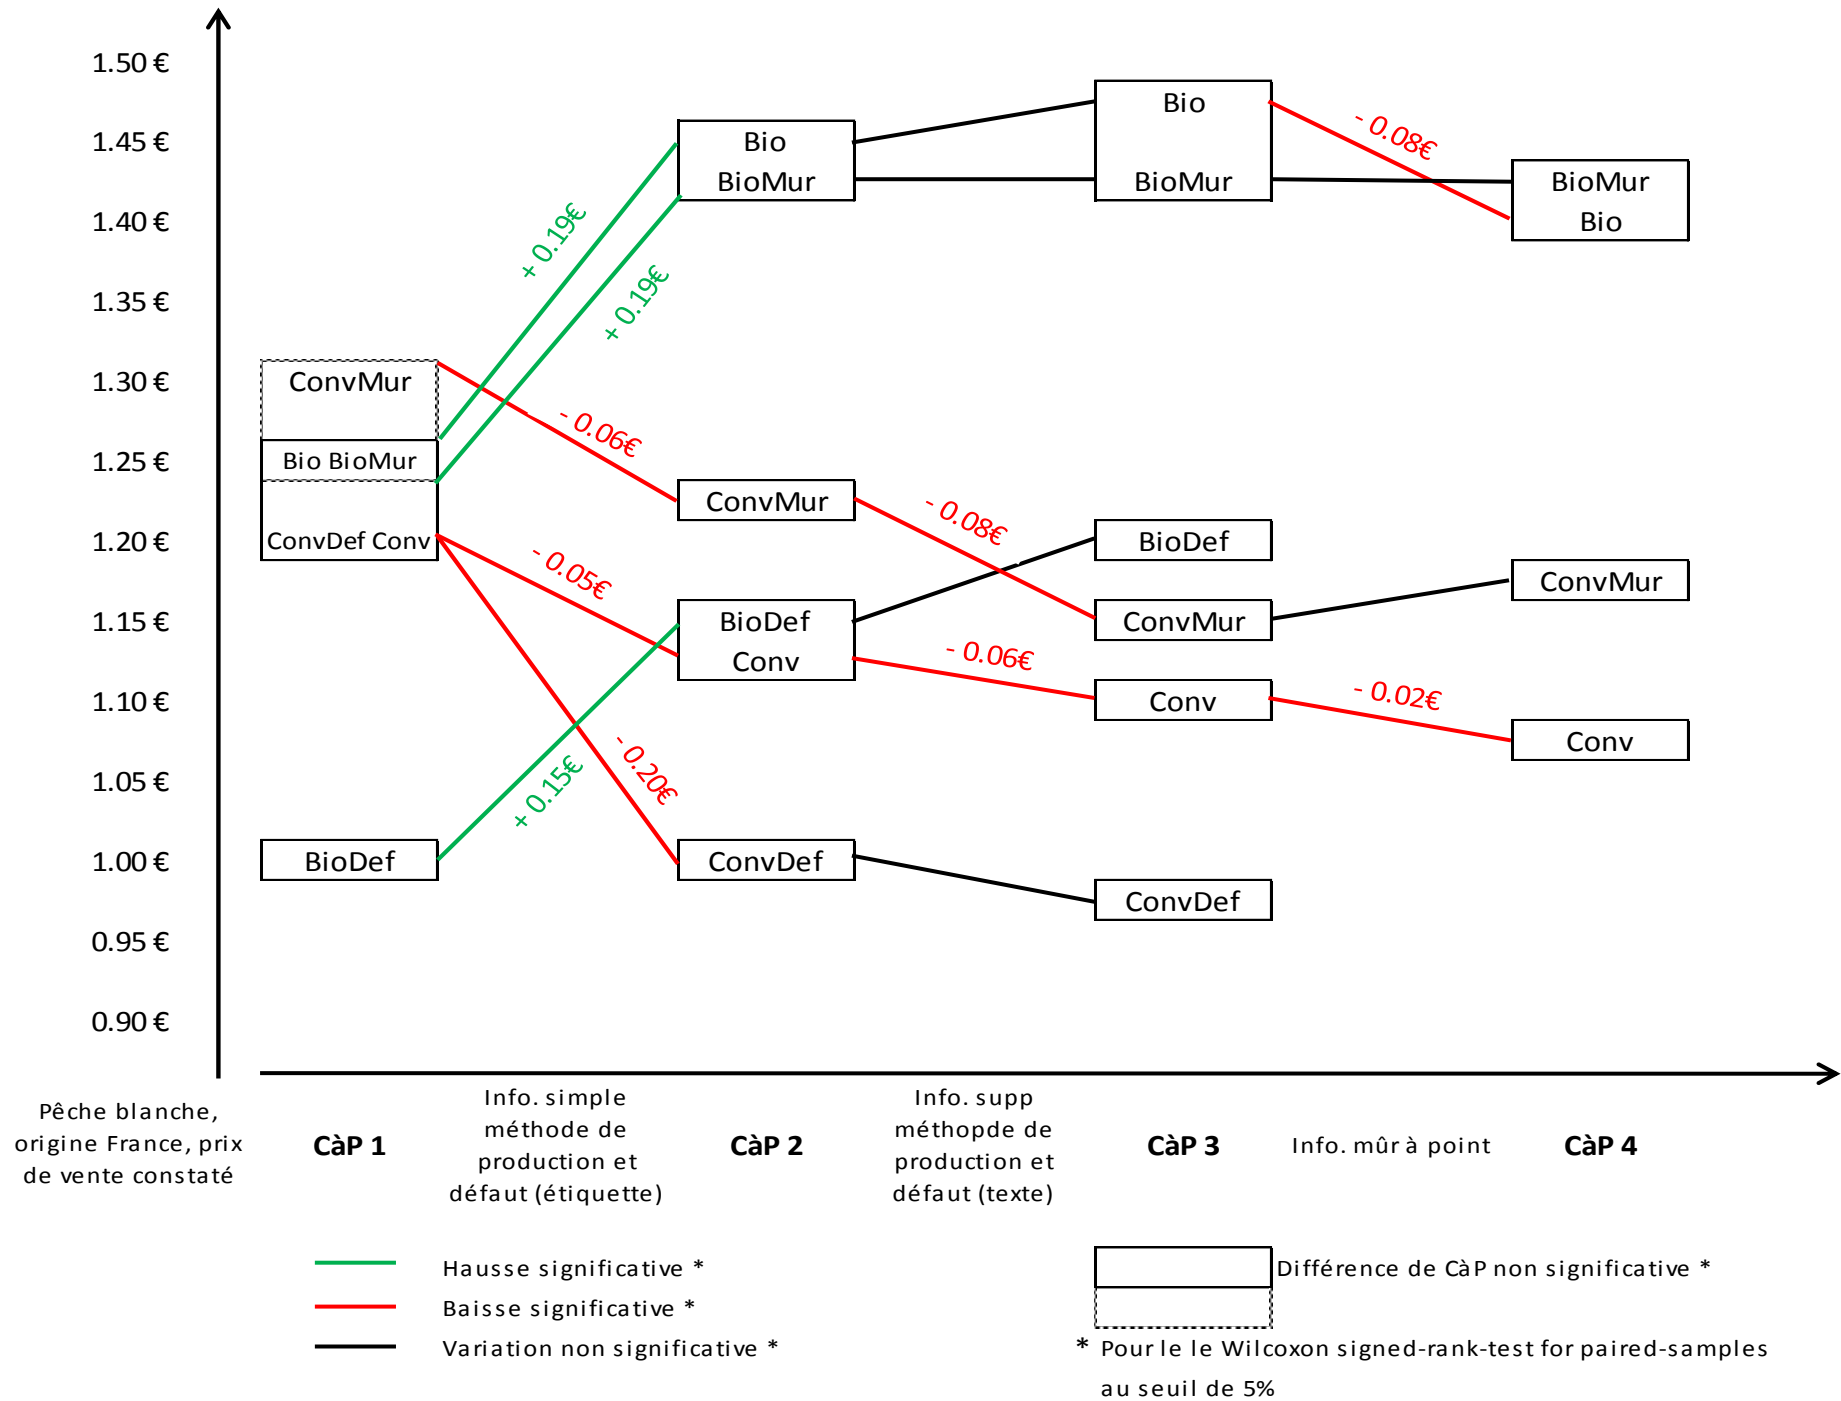 1.50 €
1.45 €
1.40 €
1.35 €
1.30 €
1.25 €
1.20 €
1.15 €
1.10 €
1.05 €
1.00 €
0.95 €
0.90 €
ConvMur
Bio BioMur
ConvDef Conv
BioDef
+ 0.19€
+ 0.19€
- 0.06€
- 0.05€
- 0.20€
+ 0.15€
Bio
BioMur
ConvMur
BioDef
Conv
ConvDef
- 0.08€
- 0.06€
Bio
BioMur
BioDef
ConvMur
Conv
ConvDef
- 0.08€
- 0.02€
BioMur
Bio
ConvMur
Conv
Pêche blanche,
origine France, prix
de vente constaté
CàP 1
Info. simple
méthode de
production et
défaut (étiquette)
CàP 2
Info. supp
méthopde de
production et
défaut (texte)
CàP 3
Info. mûr à point
CàP 4
Hausse significative *
Baisse significative *
Variation non significative *
Différence de CàP non significative *
* Pour le le Wilcoxon signed-rank-test for paired-samples
au seuil de 5%